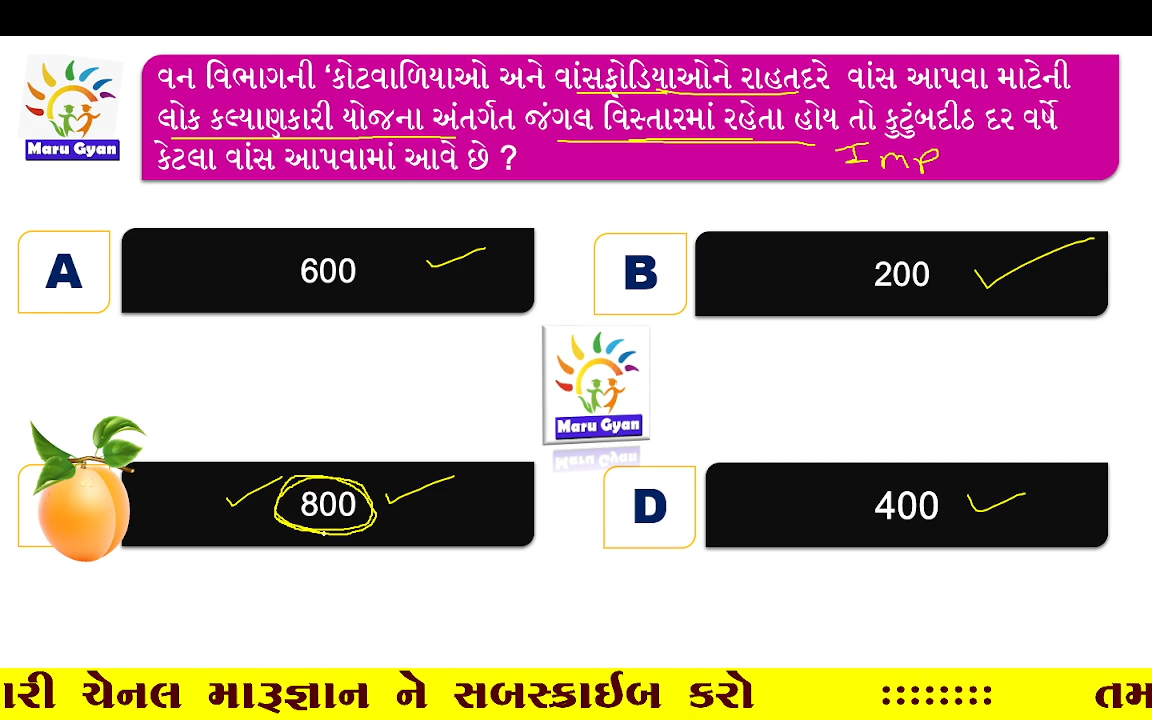 વન વિભાગની ‘કોટવાળિયાઓ અને વાંસફોડિયાઓને રાહતદરે વાંસ આપવા માટેની
લોક કલ્યાણકારી યોજના અંતર્ગત જંગલ વિસ્તારમાં રહેતા હોય તો કુટુંબદીઠ દર વર્ષે
કેટલા વાંસ આપવામાં આવે છે ?
Imp
Maru Gyan
A
600
B
200
Maru Gyan
800
D
400
ારી ચેનલ મારૂજ્ઞાન ને સબસ્ક્રાઈબ કરો :::::::: તમ